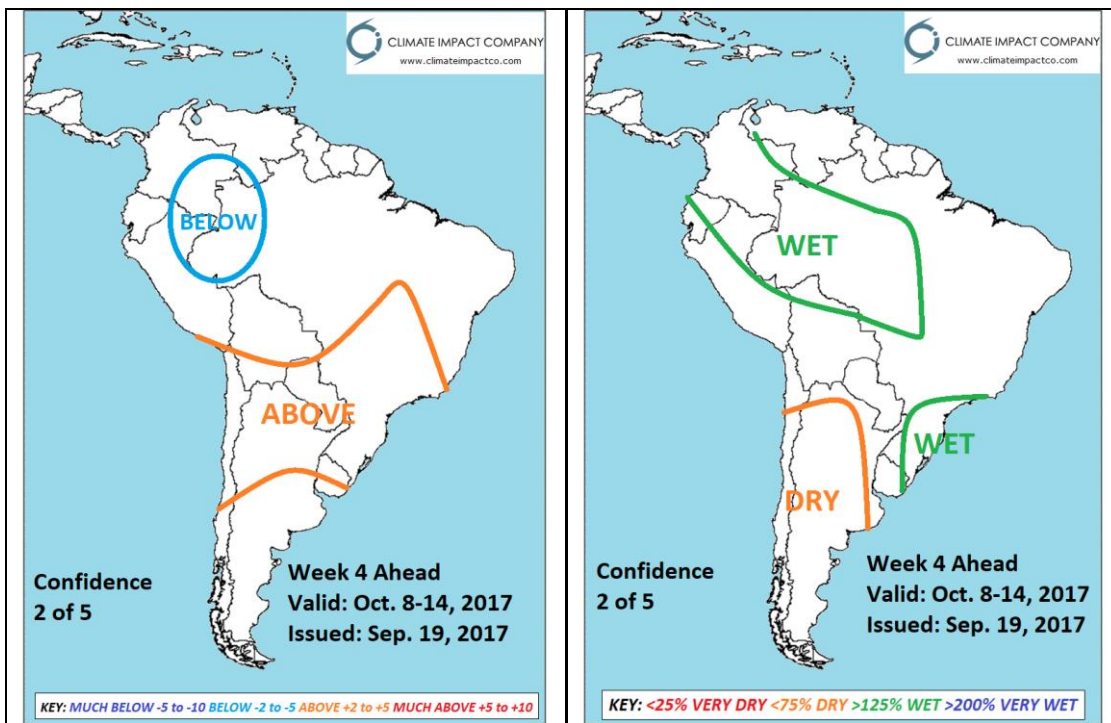 CLIMATE IMPACT COMPANY
www.climateimpactco.com
BELOW
ABOVE
Confidence
2 of 5
Week 4 Ahead
Valid: Oct. 8-14, 2017
Issued: Sep. 19, 2017
KEY: MUCH BELOW -5 to -10 BELOW -2 to -5 ABOVE +2 to +5 MUCH ABOVE +5 to +10
CLIMATE IMPACT COMPANY
www.climateimpactco.com
WET
WET
DRY
Confidence
2 of 5
Week 4 Ahead
Valid: Oct. 8-14, 2017
Issued: Sep. 19, 2017
KEY: <25% VERY DRY <75% DRY >125% WET >200% VERY WET